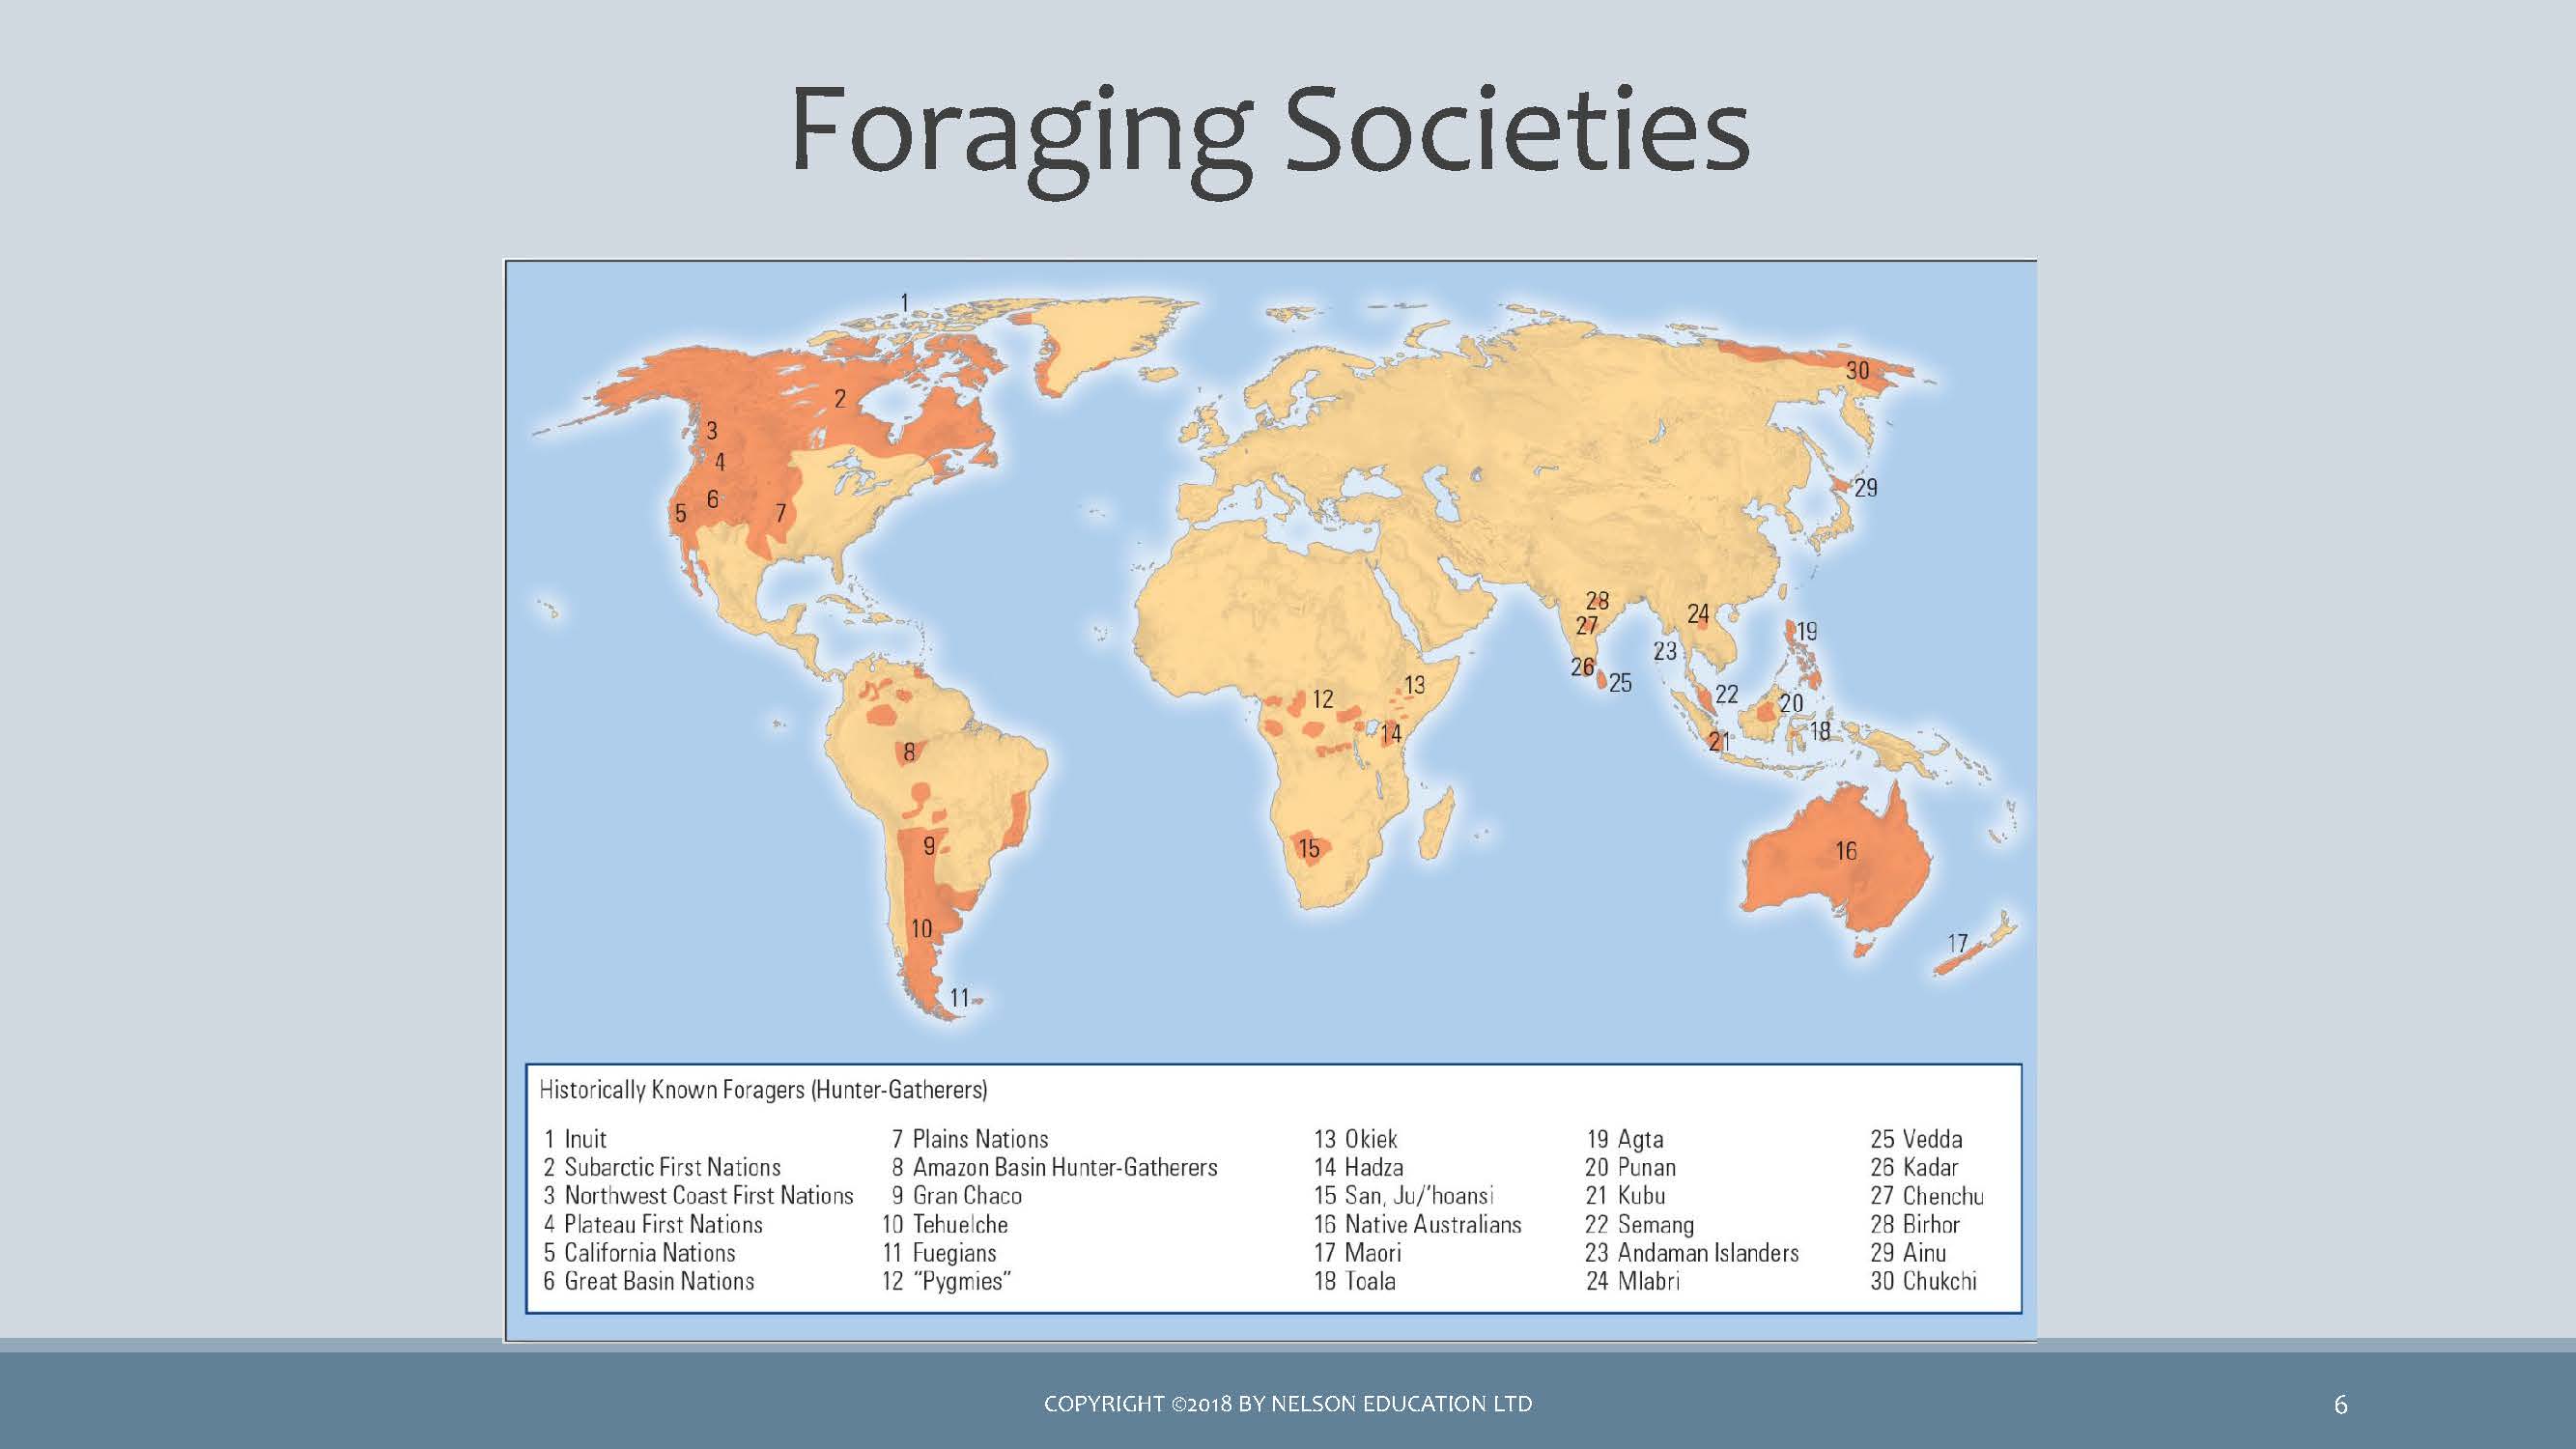 Foraging Societies
1
2
30
3
4
29
6
5
7
28
24
27
19
23
26
25
13
22
12
20
18
14
21
8
9
15
16
10
17
11
Historically Known Foragers (Hunter-Gatherers)
1 Inuit
2 Subarctic First Nations
3 Northwest Coast First Nations
4 Plateau First Nations
5 California Nations
6 Great Basin Nations
7 Plains Nations
8 Amazon Basin Hunter-Gatherers
9 Gran Chaco
10 Tehuelche
11 Fuegians
12 “Pygmies”
13 Okiek
14 Hadza
15 San, Ju/’hoansi
16 Native Australians
17 Maori
18 Toala
19 Agta
20 Punan
21 Kubu
22 Semang
23 Andaman Islanders
24 Mlabri
25 Vedda
26 Kadar
27 Chenchu
28 Birhor
29 Ainu
30 Chukchi
COPYRIGHT ©2018 BY NELSON EDUCATION LTD
6